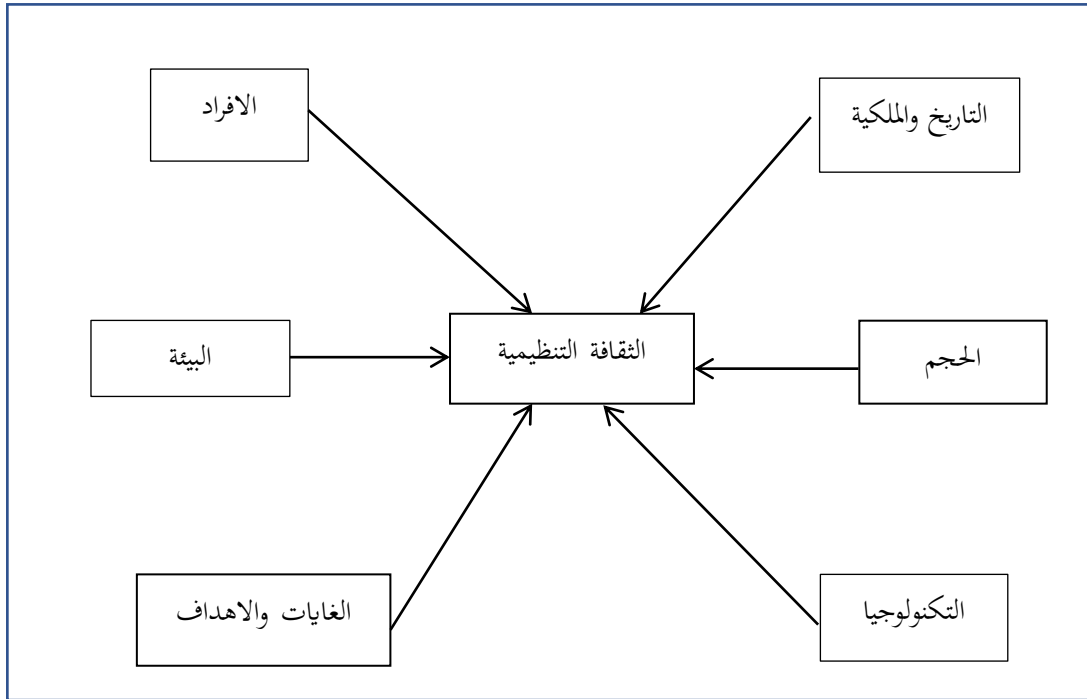 التاريخ والملكية
الافراد
الحجم
الثقافة التنظيمية
البيئة
التكنولوجيا
الغايات والاهداف